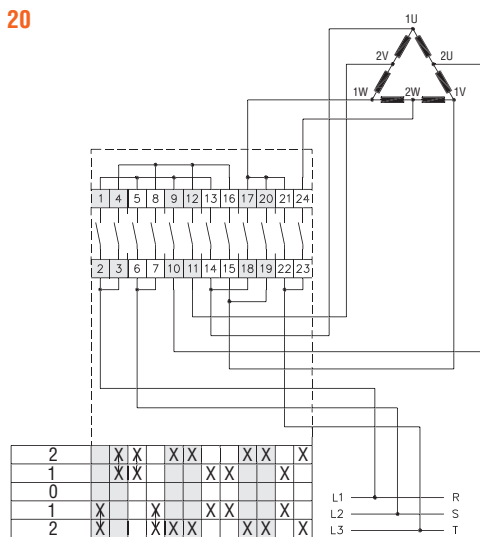 20
1U
2V
2U
1W
2W
1V
1 4 5 8 9 12 13 16 17 20 21 24
2 3 6 7 10 11 14 15 18 19 22 23
2 X X X X X X X
1 X X X X X
0
1 X X X X X
2 X X X X X X X
L1 R
L2 S
L3 T